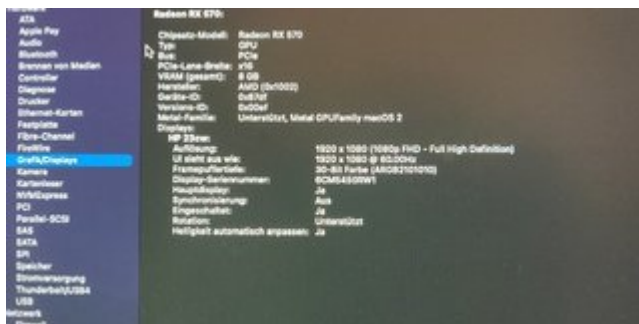 Hardware
ATA
Apple Pay
Audio
Bluetooth
Brennen von Medien
Controller
Diagnose
Drucker
Ethernet-Karten
Festplatte
Fibre-Channel
FireWire
Grafik/Displays
Kamera
Kartenleser
NVMExpress
PCI
Parallel-SCSI
SAS
SATA
SPI
Speicher
Stromversorgung
Thunderbolt/USB4
USB
Netzwerk
Radeon RX 570:
Chipsatz-Modell: Radeon RX 570
Typ: GPU
Bus: PCIe
PCIe-Lane-Breite: x16
VRAM (gesamt): 8 GB
Hersteller: AMD (0x1002)
Geräte-ID: 0x67df
Versions-ID: 0x00ef
Metal-Familie: Unterstützt, Metal GPUFamily macOS 2
Displays:
HP 23cw:
Auflösung: 1920 x 1080 (1080p FHD – Full High Definition)
UI sieht aus wie: 1920 x 1080 @ 60.00Hz
Framepuffertiefe: 30-Bit Farbe (ARGB2101010)
Display-Seriennummer:
Hauptdisplay: Ja
Synchronisierung: Aus
Eingeschaltet: Ja
Rotation: Unterstützt
Helligkeit automatisch anpassen: Ja